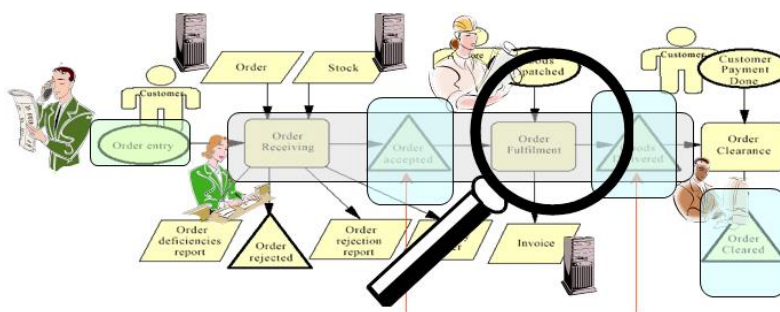 Order
Stock
Customer
Customer
Customer
Payment
Done
Order entry
Order
Receiving
Order
accepted
Order
Fulfilment
Order
Clearance
Order
deficiencies
report
Order
rejected
Order
rejection
report
Invoice
Order
Cleared